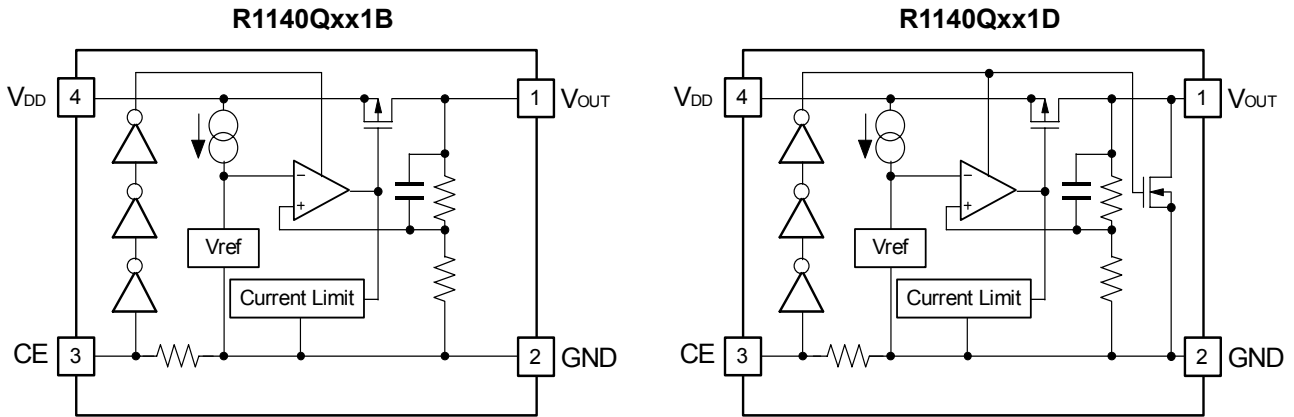 R1140Qxx1B
VDD
4
1
VOUT
−
+
Vref
Current Limit
CE
3
2
GND
R1140Qxx1D
VDD
4
1
VOUT
−
+
Vref
Current Limit
CE
3
2
GND